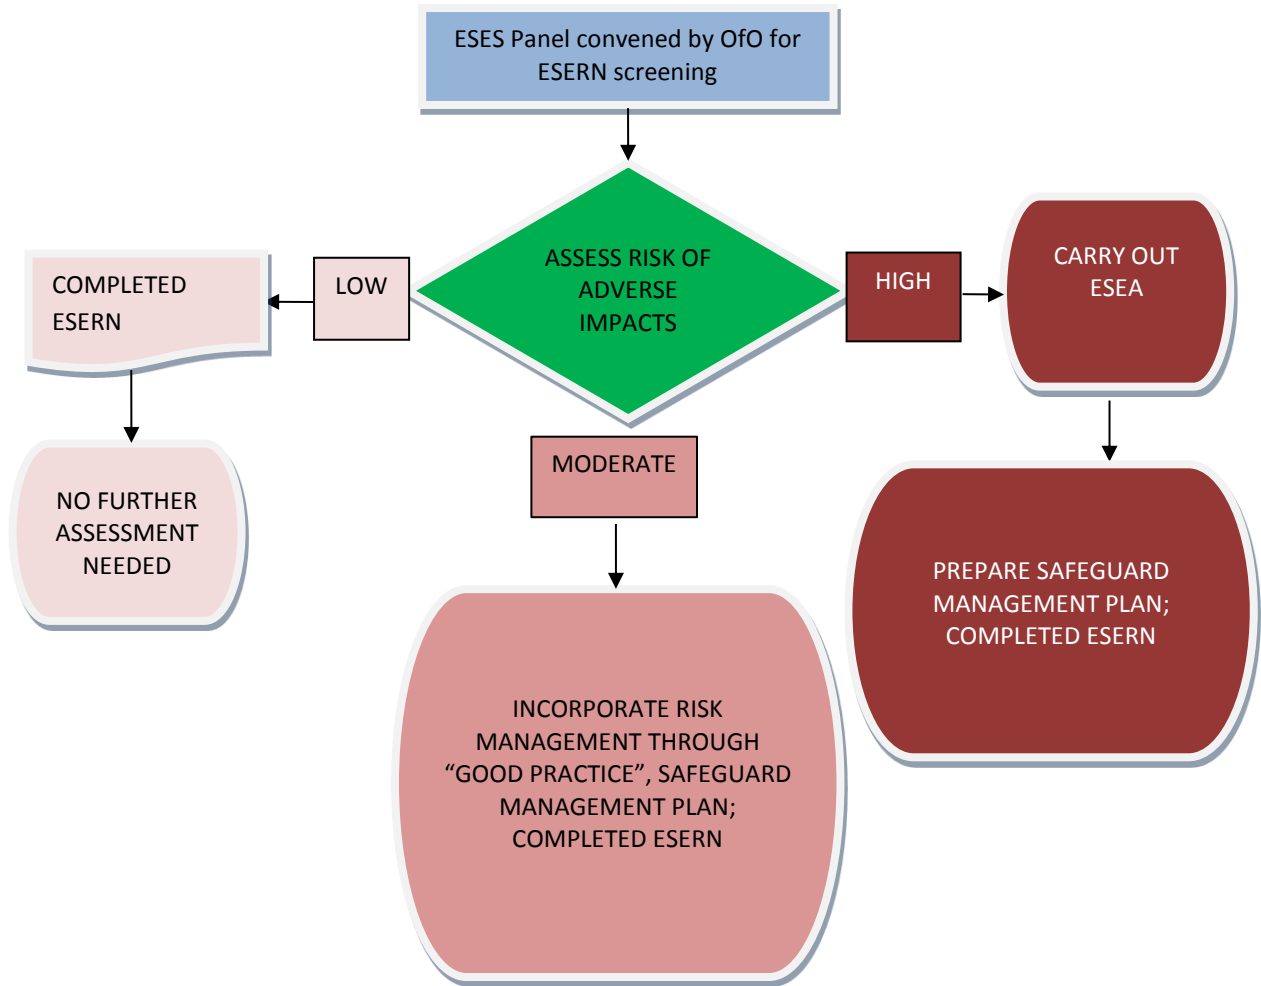 ESES Panel convened by OfO for
ESERN screening
ASSESS RISK OF
ADVERSE
IMPACTS
LOW
COMPLETED
ESERN
NO FURTHER
ASSESSMENT
NEEDED
MODERATE
INCORPORATE RISK
MANAGEMENT THROUGH
“GOOD PRACTICE”, SAFEGUARD
MANAGEMENT PLAN;
COMPLETED ESERN
HIGH
CARRY OUT
ESEA
PREPARE SAFEGUARD
MANAGEMENT PLAN;
COMPLETED ESERN